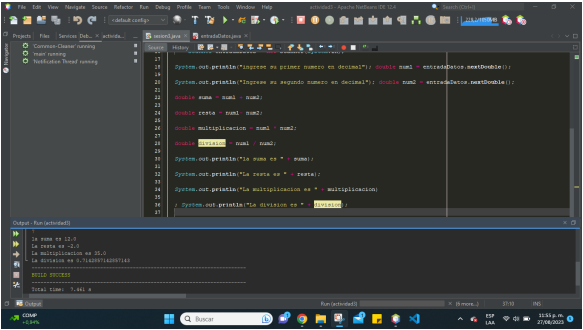 File Edit View Navigate Source Refactor Run Debug Profile Team Tools Window Help
actividad3 - Apache NetBeans IDE 12.4
Search (Ctrl+I)
<default config>
Projects Files Services Deb... activida...
sesion3.java entradaDatos.java
Source History
Navigator
'Common-Cleaner' running
'main' running
'Notification Thread' running
17
18 System.out.println("ingrese su primer numero en decimal"); double num1 = entradaDatos.nextDouble();
19
20 System.out.println("Ingrese su segundo numero en decimal"); double num2 = entradaDatos.nextDouble();
21
22 double suma = num1 + num2;
23
24 double resta = num1- num2;
25
26 double multiplicacion = num1 * num2;
27
28 double division = num1 / num2;
29
30 System.out.println("la suma es " + suma);
31
32 System.out.println("La resta es " + resta);
33
34 System.out.println("La multiplicacion es " + multiplicacion)
35
36 ; System.out.println("La division es " + division);
37
Output - Run (actividad3)
7
la suma es 12.0
La resta es -2.0
La multiplicacion es 35.0
La division es 0.7142857142857143
BUILD SUCCESS
Total time: 7.461 s
Output
Run (actividad3)
(6 more...)
37:10
INS
COMP
+0,94%
Buscar
ESP
LAA
11:55 p. m.
27/08/2023